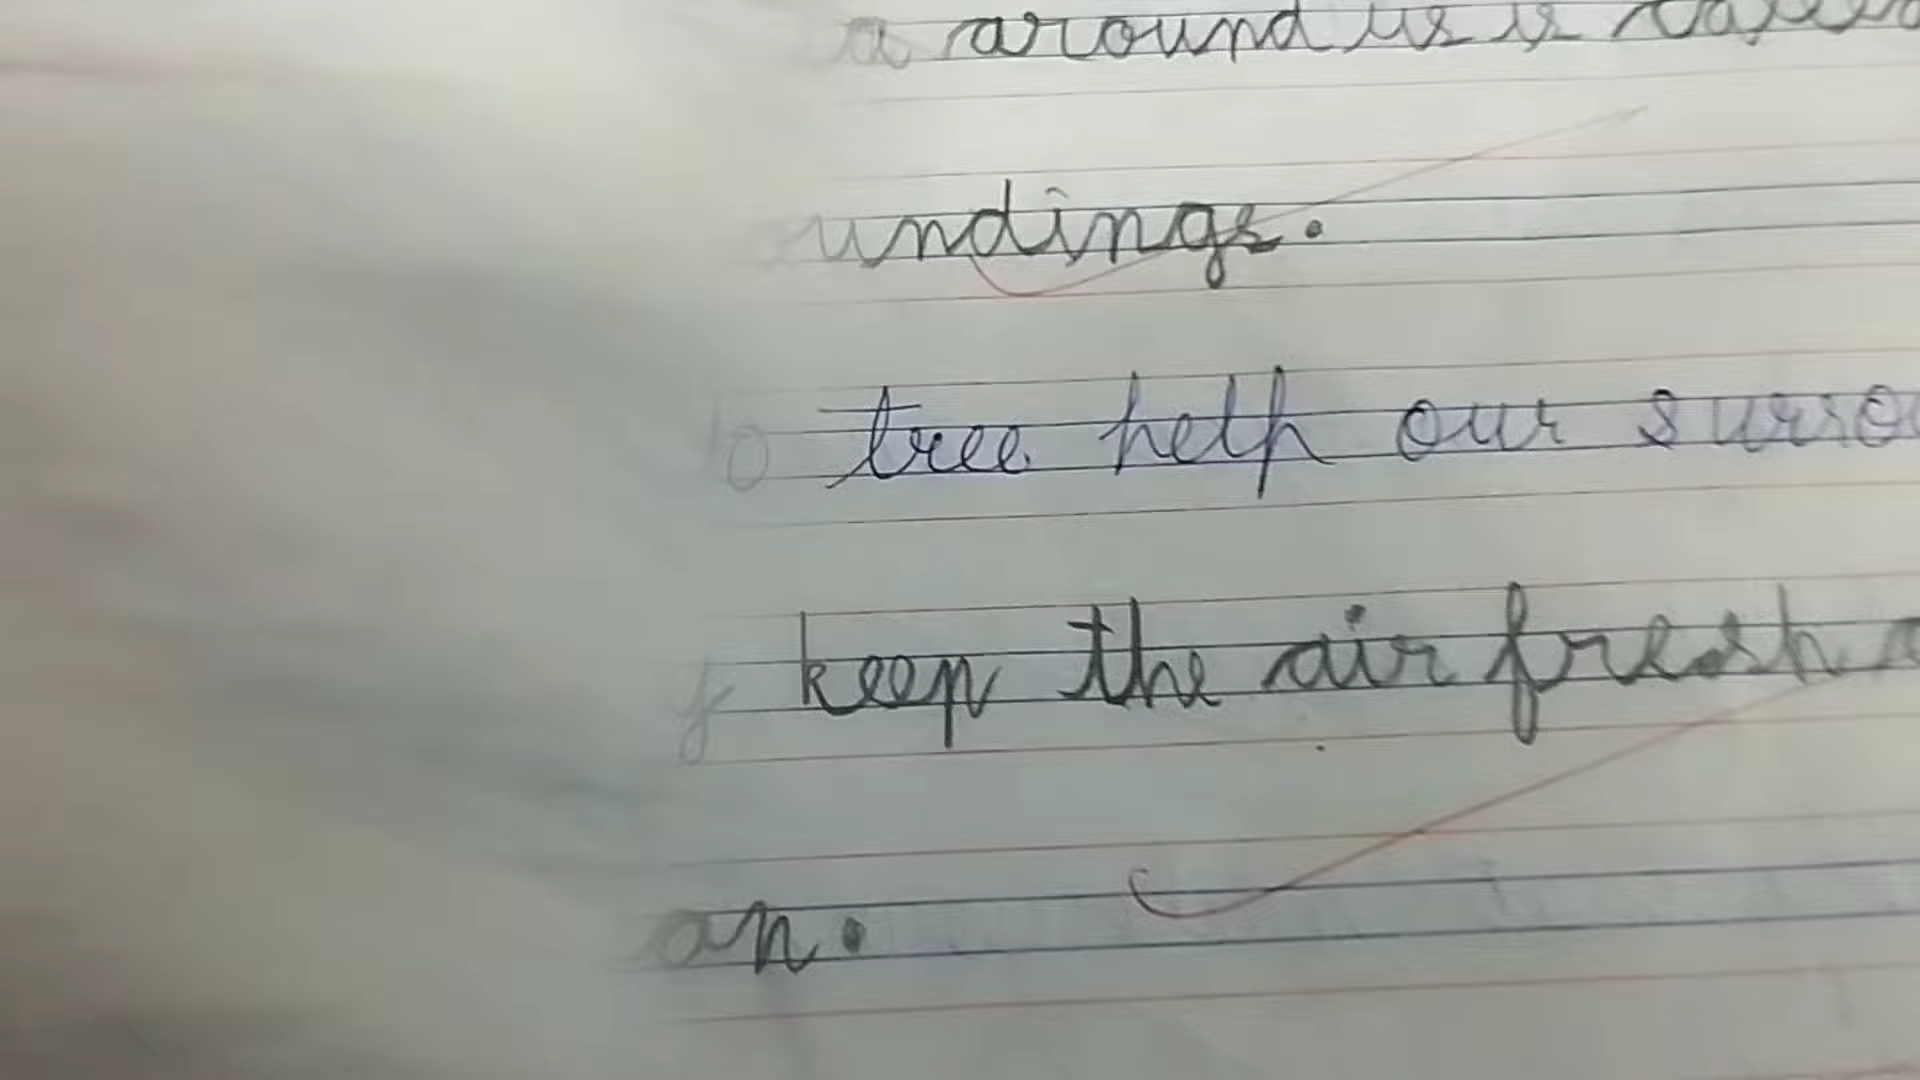 a around us is
undings.
o tree help our surro
y keep the air fresh
an.